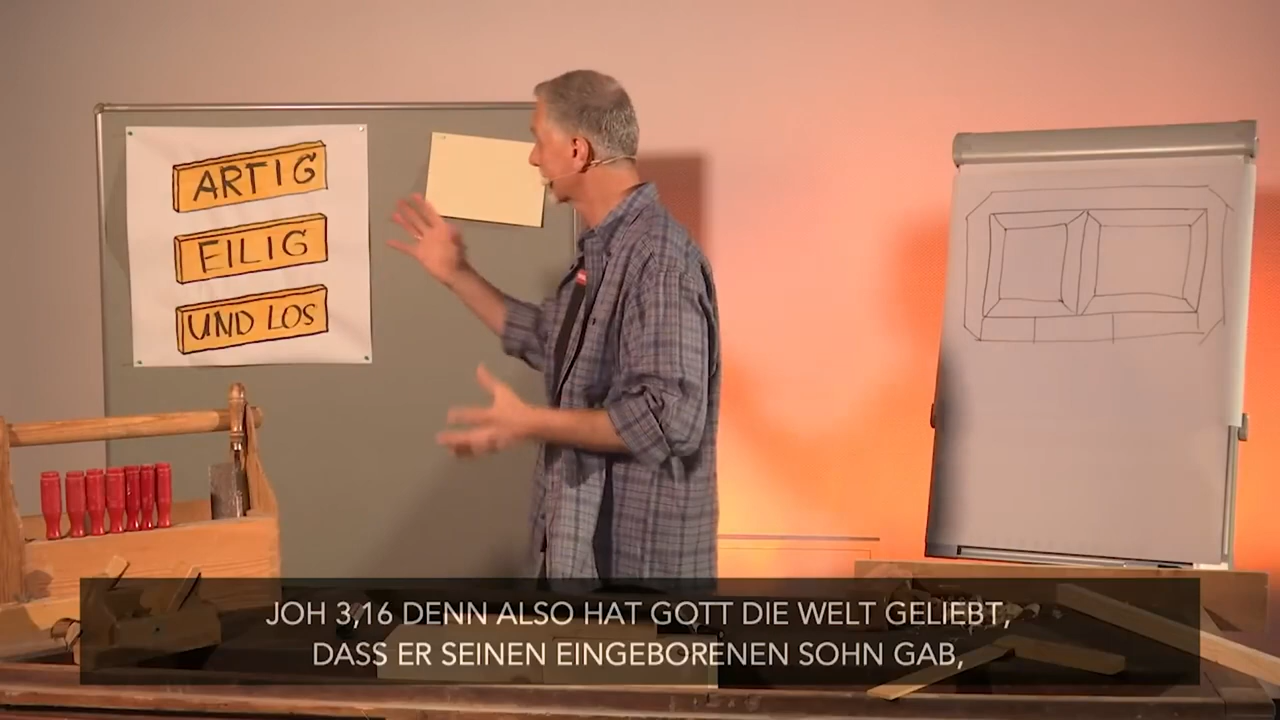 ARTIG
EILIG
UND LOS
JOH 3,16 DENN ALSO HAT GOTT DIE WELT GELIEBT,
DASS ER SEINEN EINGEBORENEN SOHN GAB,